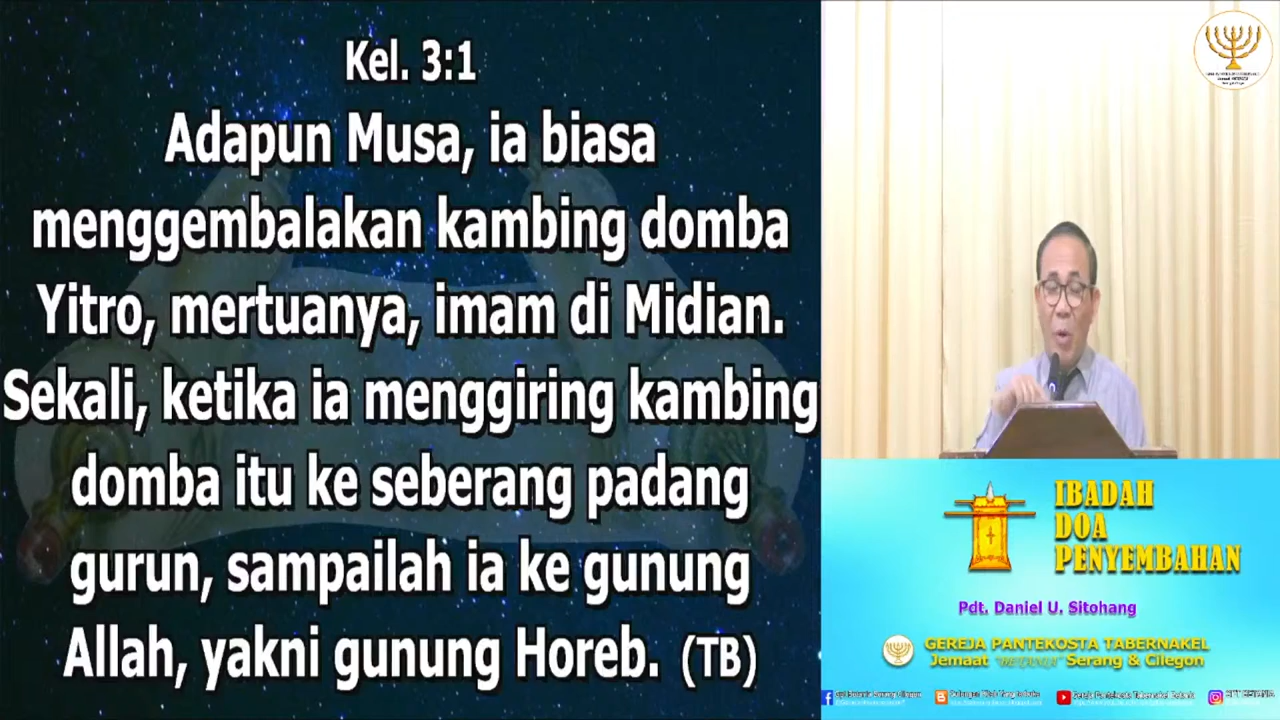 Kel. 3:1
Adapun Musa, ia biasa
menggembalakan kambing domba
Yitro, mertuanya, imam di Midian.
Sekali, ketika ia menggiring kambing
domba itu ke seberang padang
gurun, sampailah ia ke gunung
Allah, yakni gunung Horeb. (TB)
IBADAH
DOA
PENYEMBAHAN
Pdt. Daniel U. Sitohang
GEREJA PANTEKOSTA TABERNAKEL
Jemaat "BETANIA" Serang & Cilegon